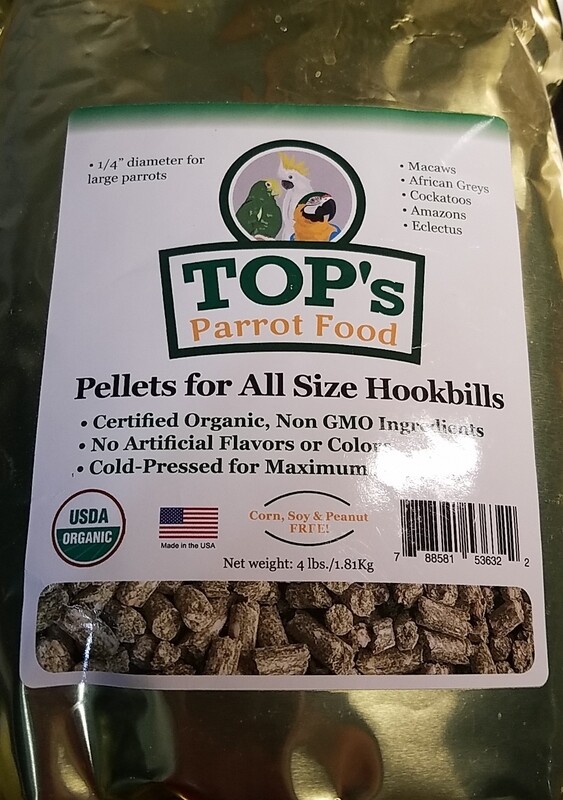 • 1/4" diameter for
large parrots
• Macaws
• African Greys
• Cockatoos
• Amazons
• Eclectus
TOP's
Parrot Food
Pellets for All Size Hookbills
• Certified Organic, Non GMO Ingredients
• No Artificial Flavors or Colors
• Cold-Pressed for Maximum
USDA
ORGANIC
Made in the USA
Corn, Soy & Peanut
FREE!
Net weight: 4 lbs./1.81Kg
7 88581 53632 2